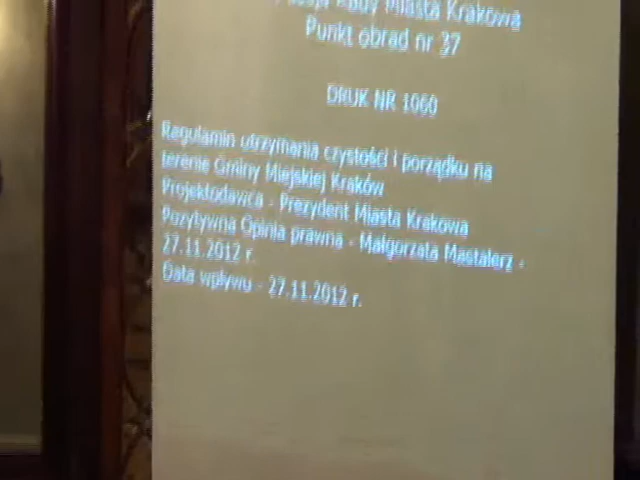 Rady Miasta Krakowa
Punkt obrad nr 37
DRUK NR 1060
Regulamin utrzymania czystości i porządku na
terenie Gminy Miejskiej Kraków
Projektodawca - Prezydent Miasta Krakowa
Pozytywna Opinia prawna - Małgorzata Mastalerz -
27.11.2012 r.
Data wpływu - 27.11.2012 r.